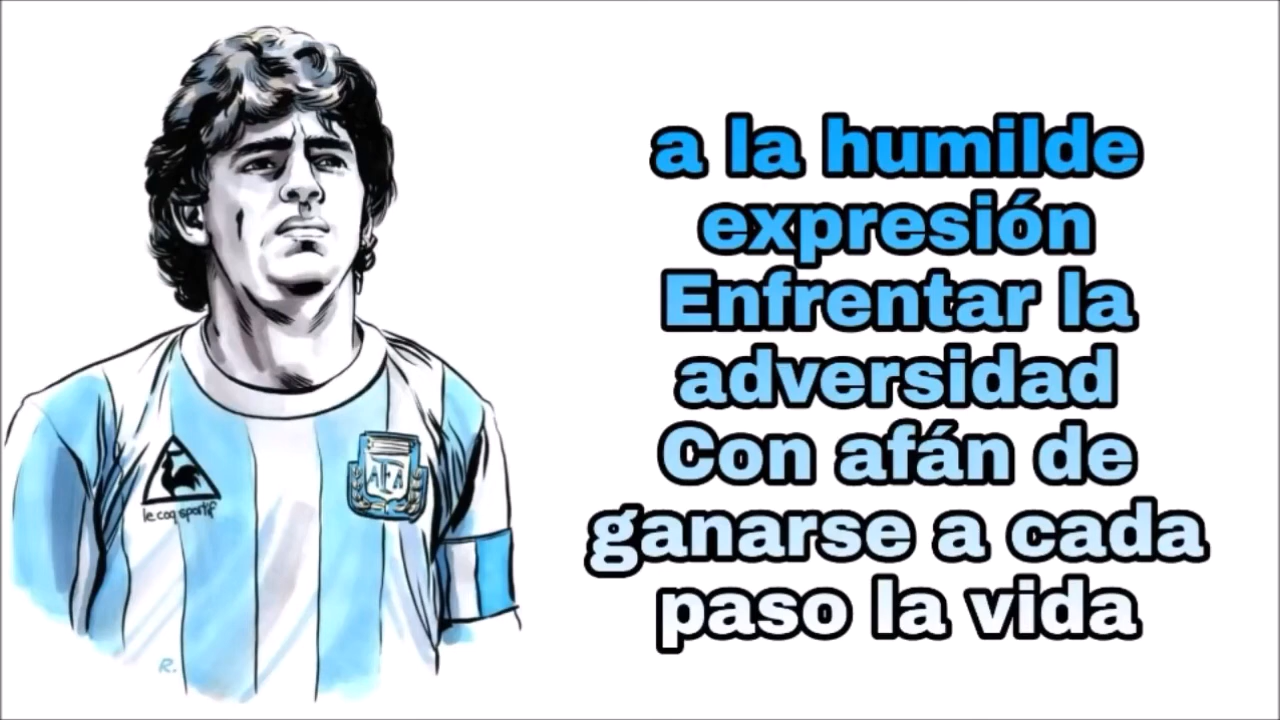 a la humilde
expresión
Enfrentar la
adversidad
Con afán de
ganarse a cada
paso la vida
le coq sportif
AFA
R.